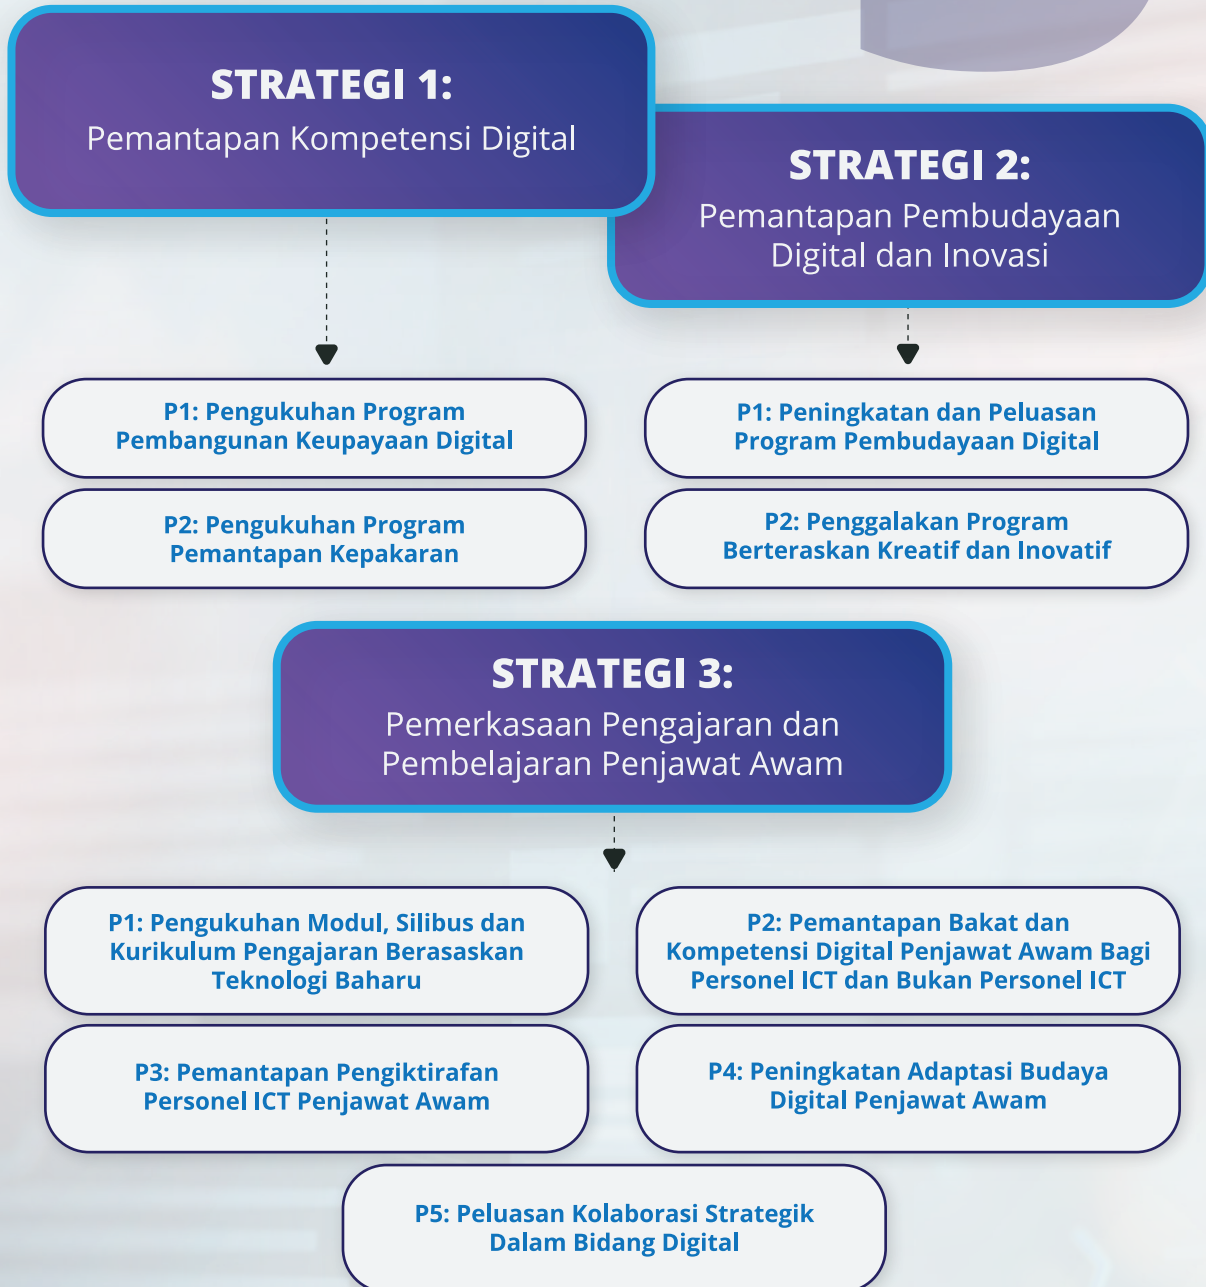 STRATEGI 1:
Pemantapan Kompetensi Digital
STRATEGI 2:
Pemantapan Pembudayaan
Digital dan Inovasi
P1: Pengukuhan Program
Pembangunan Keupayaan Digital
P2: Pengukuhan Program
Pemantapan Kepakaran
P1: Peningkatan dan Peluasan
Program Pembudayaan Digital
P2: Penggalakan Program
Berteraskan Kreatif dan Inovatif
STRATEGI 3:
Pemerkasaan Pengajaran dan
Pembelajaran Penjawat Awam
P1: Pengukuhan Modul, Silibus dan
Kurikulum Pengajaran Berasaskan
Teknologi Baharu
P2: Pemantapan Bakat dan
Kompetensi Digital Penjawat Awam Bagi
Personel ICT dan Bukan Personel ICT
P3: Pemantapan Pengiktirafan
Personel ICT Penjawat Awam
P4: Peningkatan Adaptasi Budaya
Digital Penjawat Awam
P5: Peluasan Kolaborasi Strategik
Dalam Bidang Digital